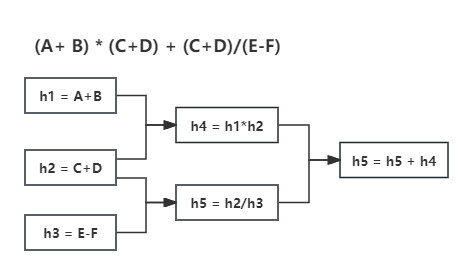 (A+ B) * (C+D) + (C+D)/(E-F)
h1 = A+B
h4 = h1*h2
h2 = C+D
h5 = h5 + h4
h5 = h2/h3
h3 = E-F